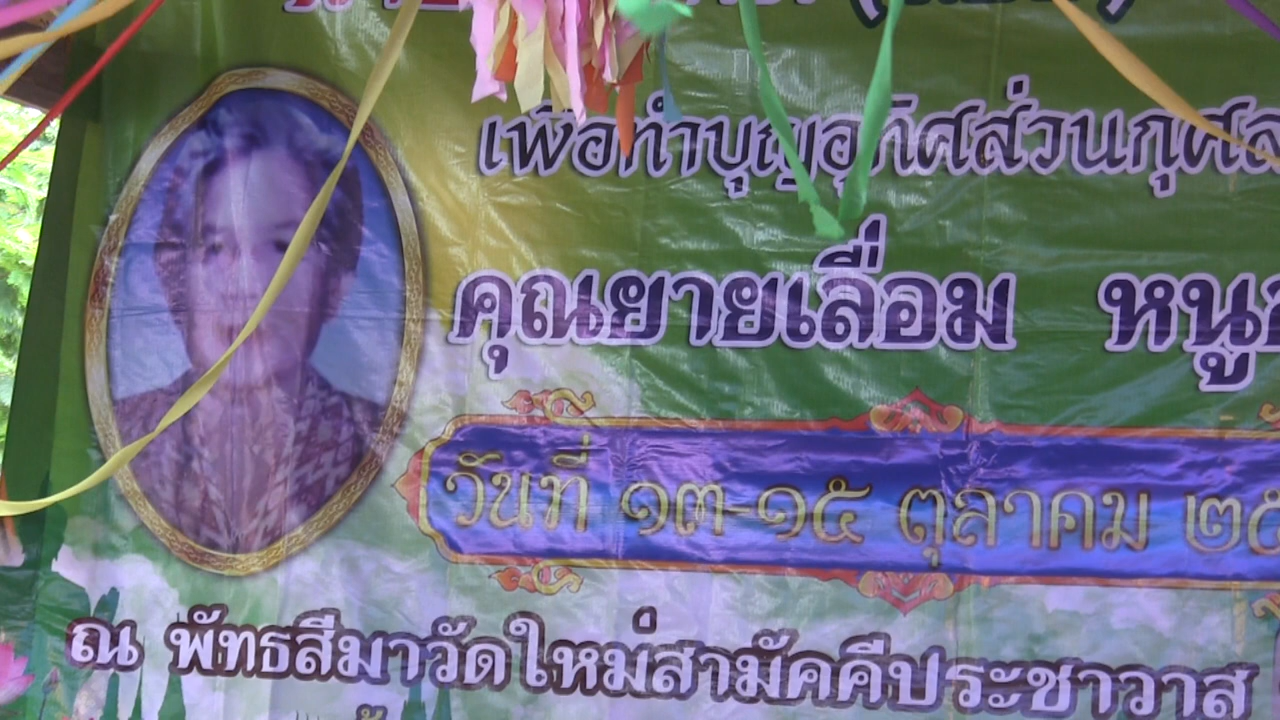 เพื่อทำบุญอุทิศส่วนกุศล
คุณยายเลื่อม
วันที่ ๑๓-๑๕ ตุลาคม
ณ พัทธสีมาวัดใหม่สามัคคีประชาวาส